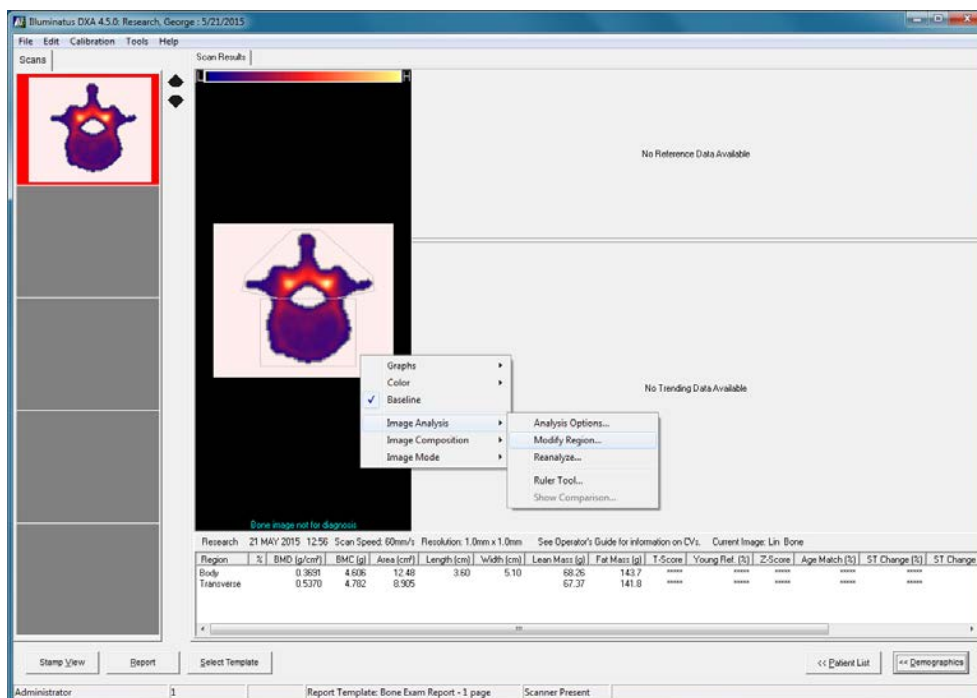 Illuminatus DXA 4.5.0: Research, George : 5/21/2015
File Edit Calibration Tools Help
Scans
Scan Results
L H
No Reference Data Available
Graphs
Color
Baseline
Image Analysis
Image Composition
Image Mode
Analysis Options...
Modify Region...
Reanalyze...
Ruler Tool...
Show Comparison...
No Trending Data Available
Bone image not for diagnosis
Research 21 MAY 2015 12:56 Scan Speed: 60mm/s Resolution: 1.0mm x 1.0mm See Operator's Guide for information on CVs. Current Image: Lin Bone
Region % BMD (g/cm²) BMC (g) Area (cm²) Length (cm) Width (cm) Lean Mass (g) Fat Mass (g) T-Score Young Ref. (%) Z-Score Age Match (%) ST Change (%) ST Change
Body 0.3691 4.606 12.48 3.60 5.10 68.26 143.7 ***** ***** ***** ***** *****
Transverse 0.5370 4.782 8.905 67.37 141.8 ***** ***** ***** ***** *****
Stamp View Report Select Template << Patient List << Demographics
Administrator 1 Report Template: Bone Exam Report - 1 page Scanner Present